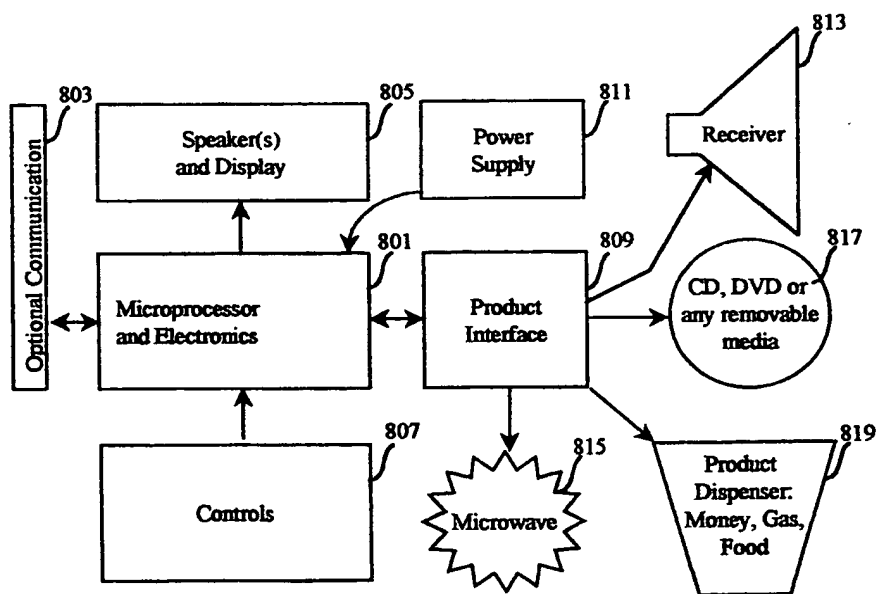 813
803
805
811
Speaker(s)
and Display
Power
Supply
Receiver
Optional Communication
801
809
817
Microprocessor
and Electronics
Product
Interface
CD, DVD or
any removable
media
807
815
819
Controls
Microwave
Product
Dispenser:
Money, Gas,
Food